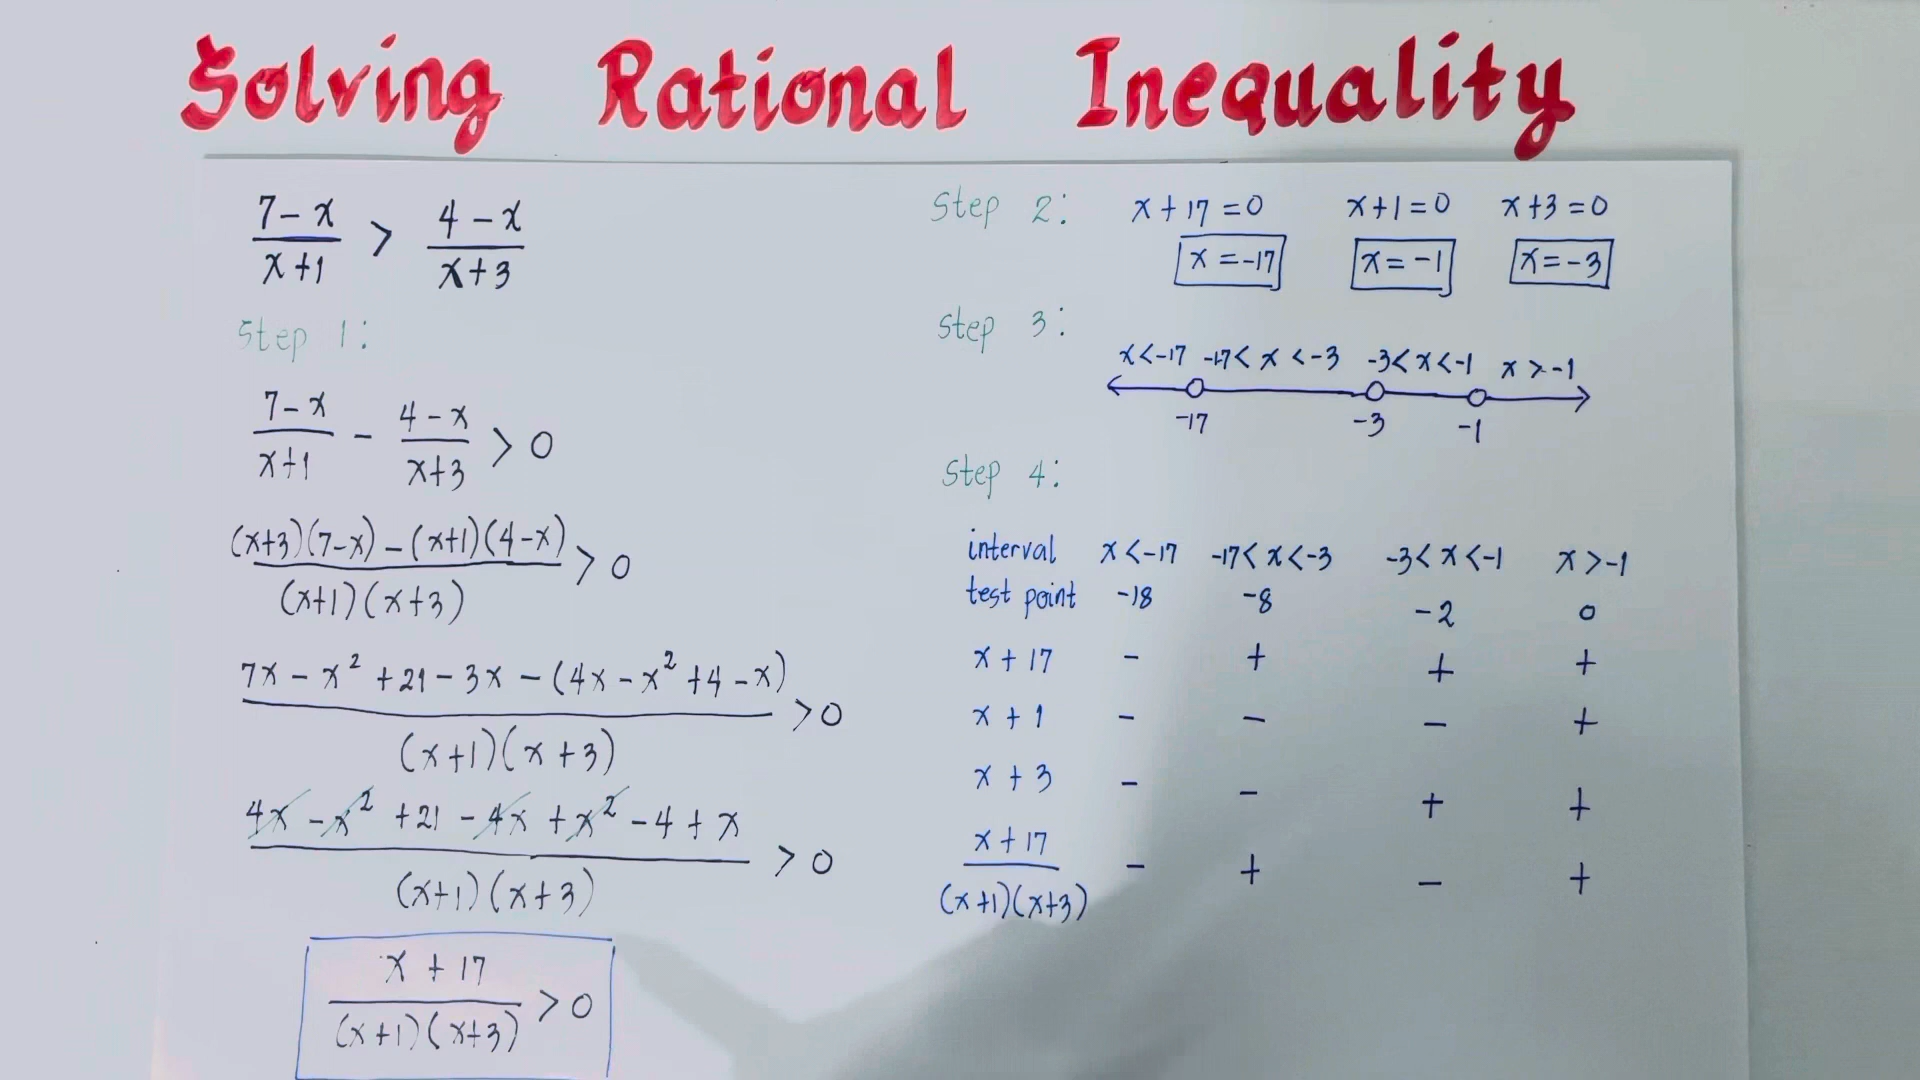 Solving Rational Inequality
7-x/x+1 > 4-x/x+3
Step 1:
7-x/x+1 - 4-x/x+3 > 0
(x+3)(7-x)-(x+1)(4-x)/(x+1)(x+3) > 0
7x-x²+21-3x-(4x-x²+4-x)/(x+1)(x+3) > 0
4x-x²+21-4x+x²-4+x/(x+1)(x+3) > 0
x+17/(x+1)(x+3) > 0
Step 2: x+17=0 x+1=0 x+3=0
x=-17 x=-1 x=-3
Step 3:
x<-17 -17<x<-3 -3<x<-1 x>-1
-17 -3 -1
Step 4:
interval x<-17 -17<x<-3 -3<x<-1 x>-1
test point -18 -8 -2 0
x+17 - + + +
x+1 - - - +
x+3 - - + +
x+17/(x+1)(x+3) - + - +